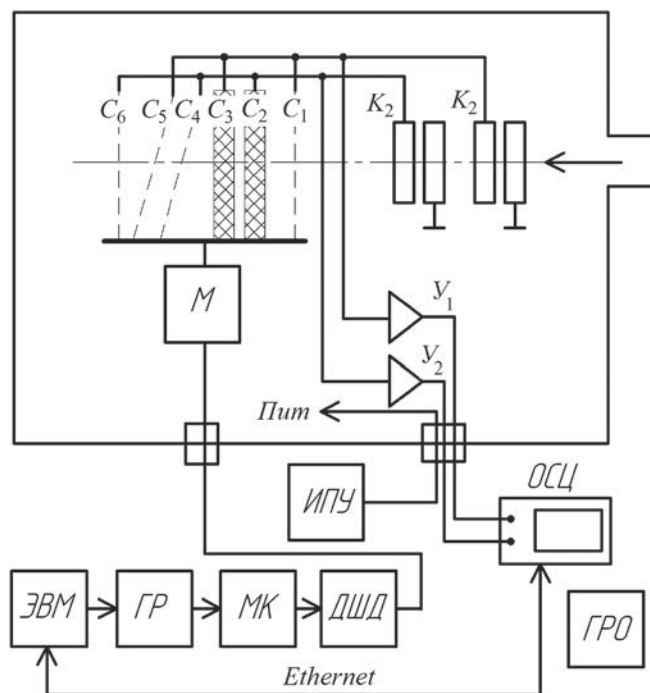 C₆ C₅ C₄ C₃ C₂ C₁ K₂ K₂
М
У₁
У₂
Пит
ИПУ
ОСЦ
ЭВМ ГР МК ДШД ГРО
Ethernet